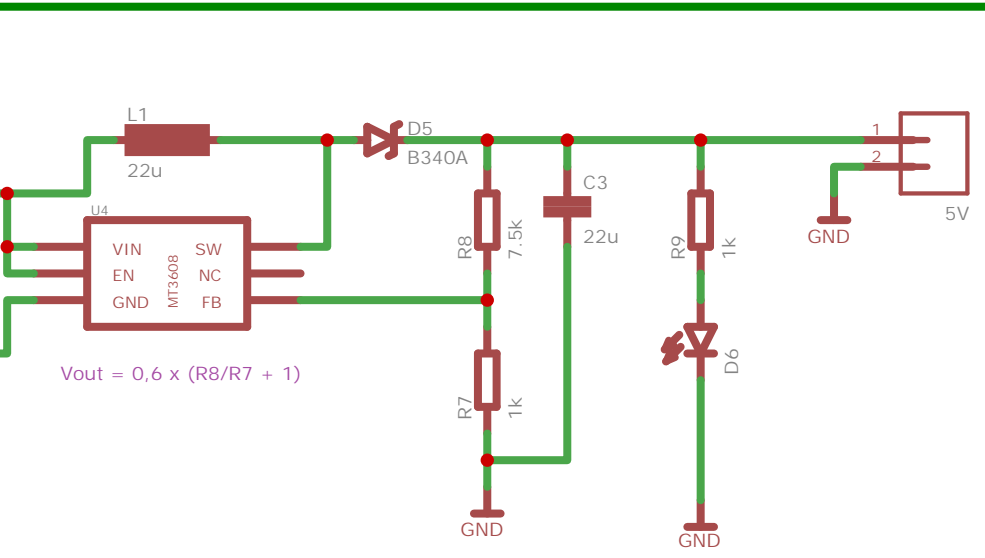 L1
22u
D5
B340A
1
2
5V
GND
U4
VIN
EN
GND
MT3608
SW
NC
FB
R8
7.5k
C3
22u
R9
1k
Vout = 0,6 x (R8/R7 + 1)
R7
1k
D6
GND
GND